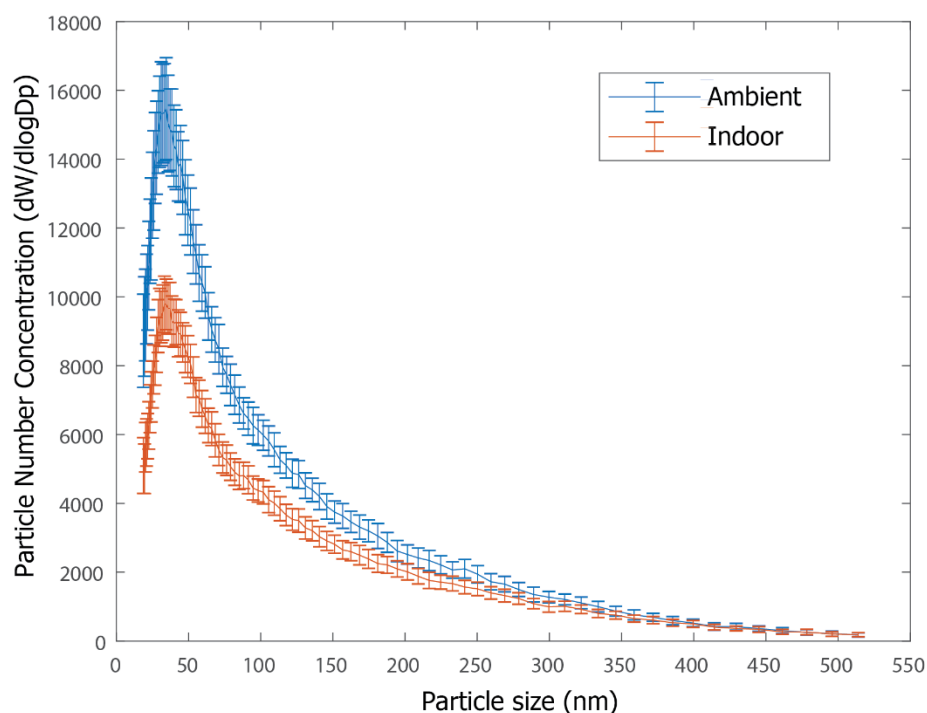 18000
16000
14000
12000
10000
8000
6000
4000
2000
0
Particle Number Concentration (dW/dlogDp)
Ambient
Indoor
0 50 100 150 200 250 300 350 400 450 500 550
Particle size (nm)